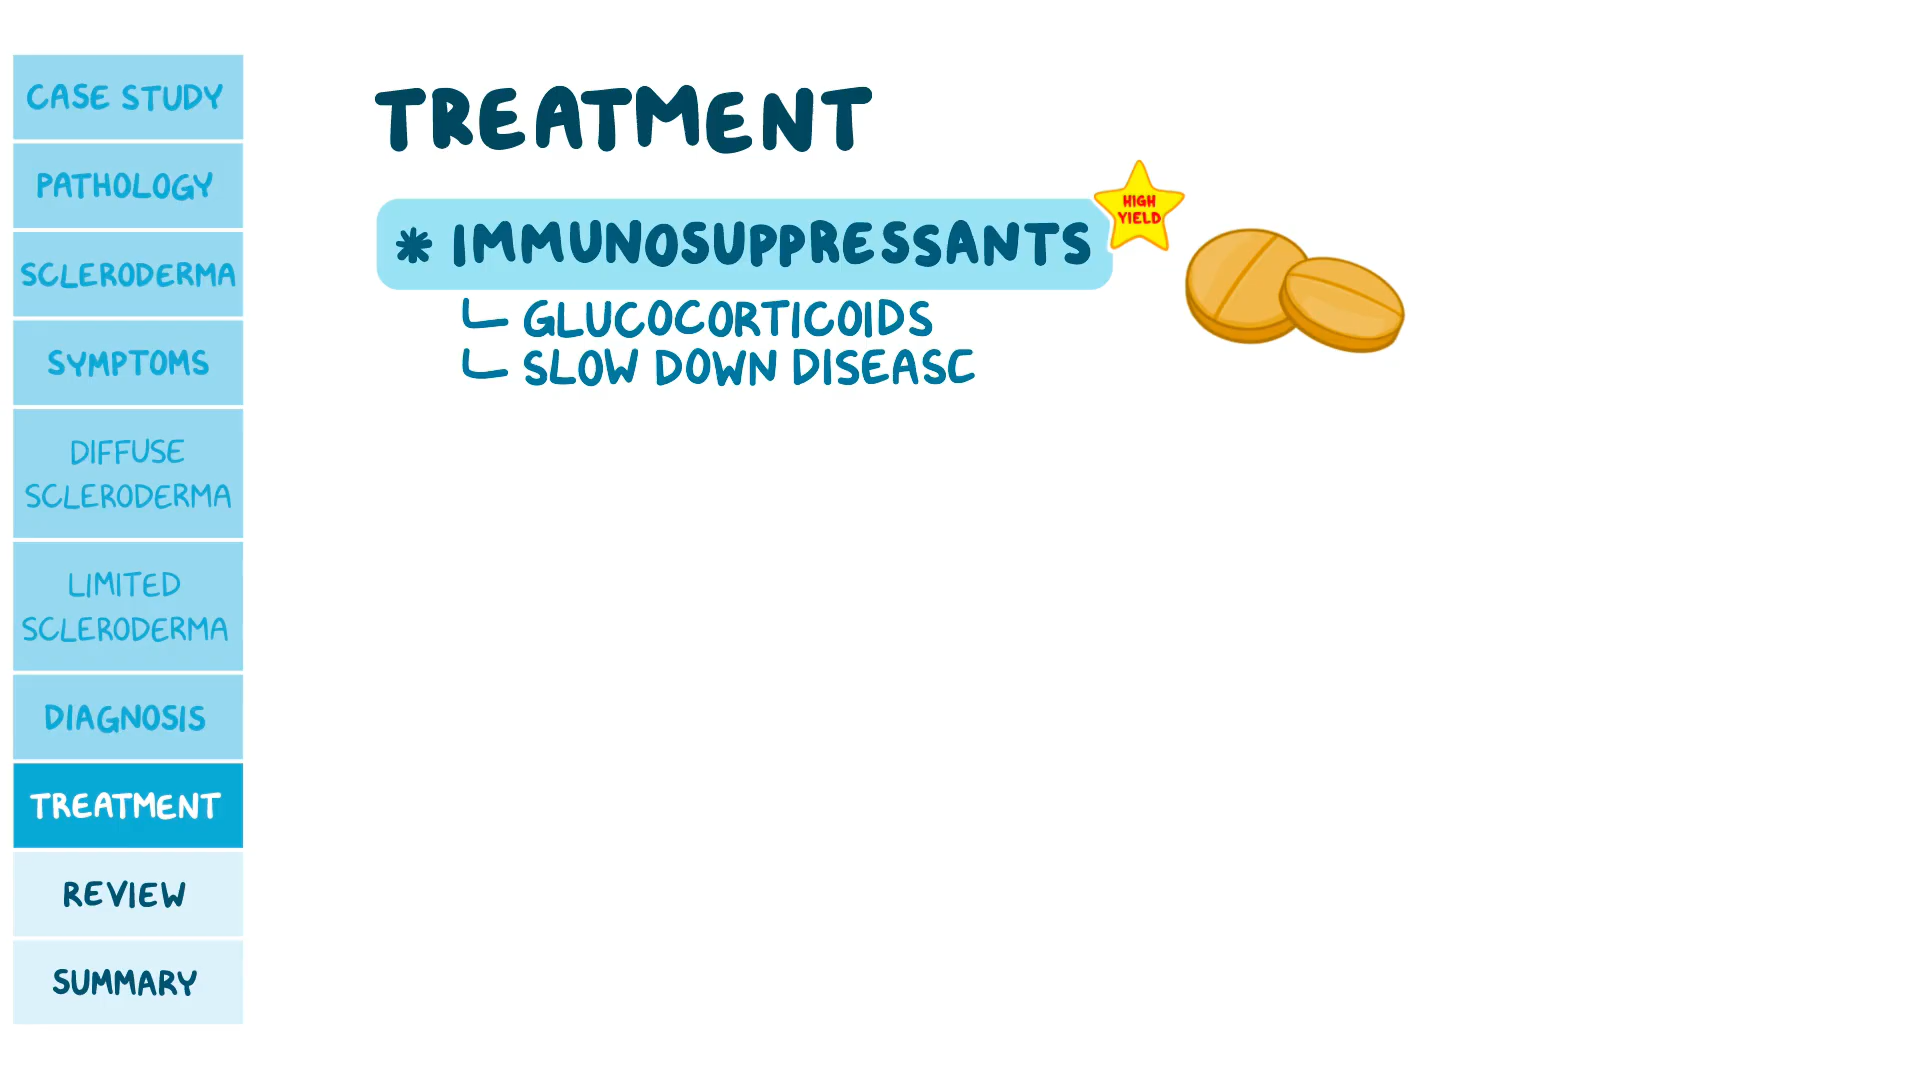 CASE STUDY
PATHOLOGY
SCLERODERMA
SYMPTOMS
DIFFUSE
SCLERODERMA
LIMITED
SCLERODERMA
DIAGNOSIS
TREATMENT
REVIEW
SUMMARY
TREATMENT
* IMMUNOSUPPRESSANTS
HIGH
YIELD
GLUCOCORTICOIDS
SLOW DOWN DISEASC